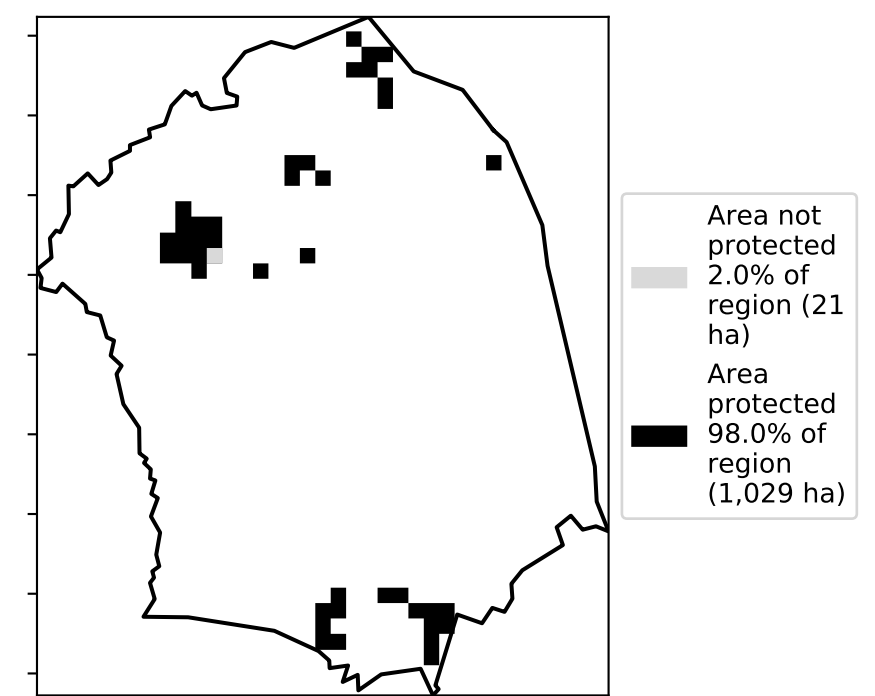 Area not
protected
2.0% of
region (21
ha)
Area
protected
98.0% of
region
(1,029 ha)